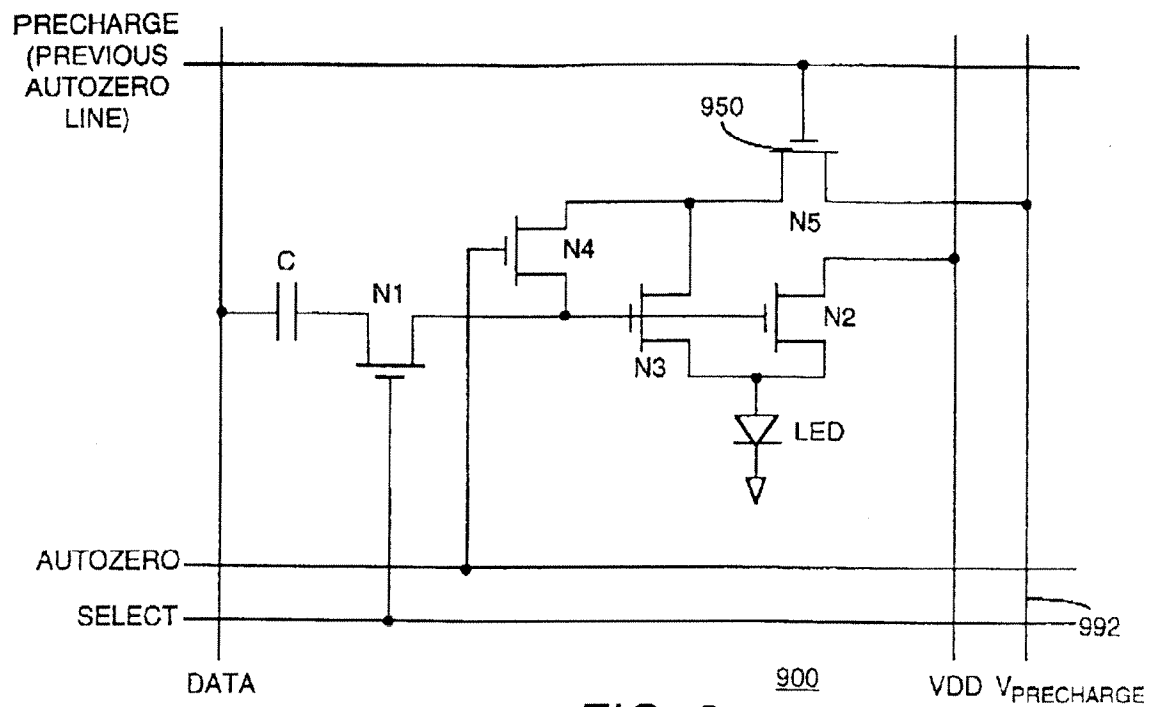 PRECHARGE
(PREVIOUS
AUTOZERO
LINE)
950
N5
N4
C
N1
N2
N3
LED
AUTOZERO
SELECT
992
DATA
900
VDD
VPRECHARGE